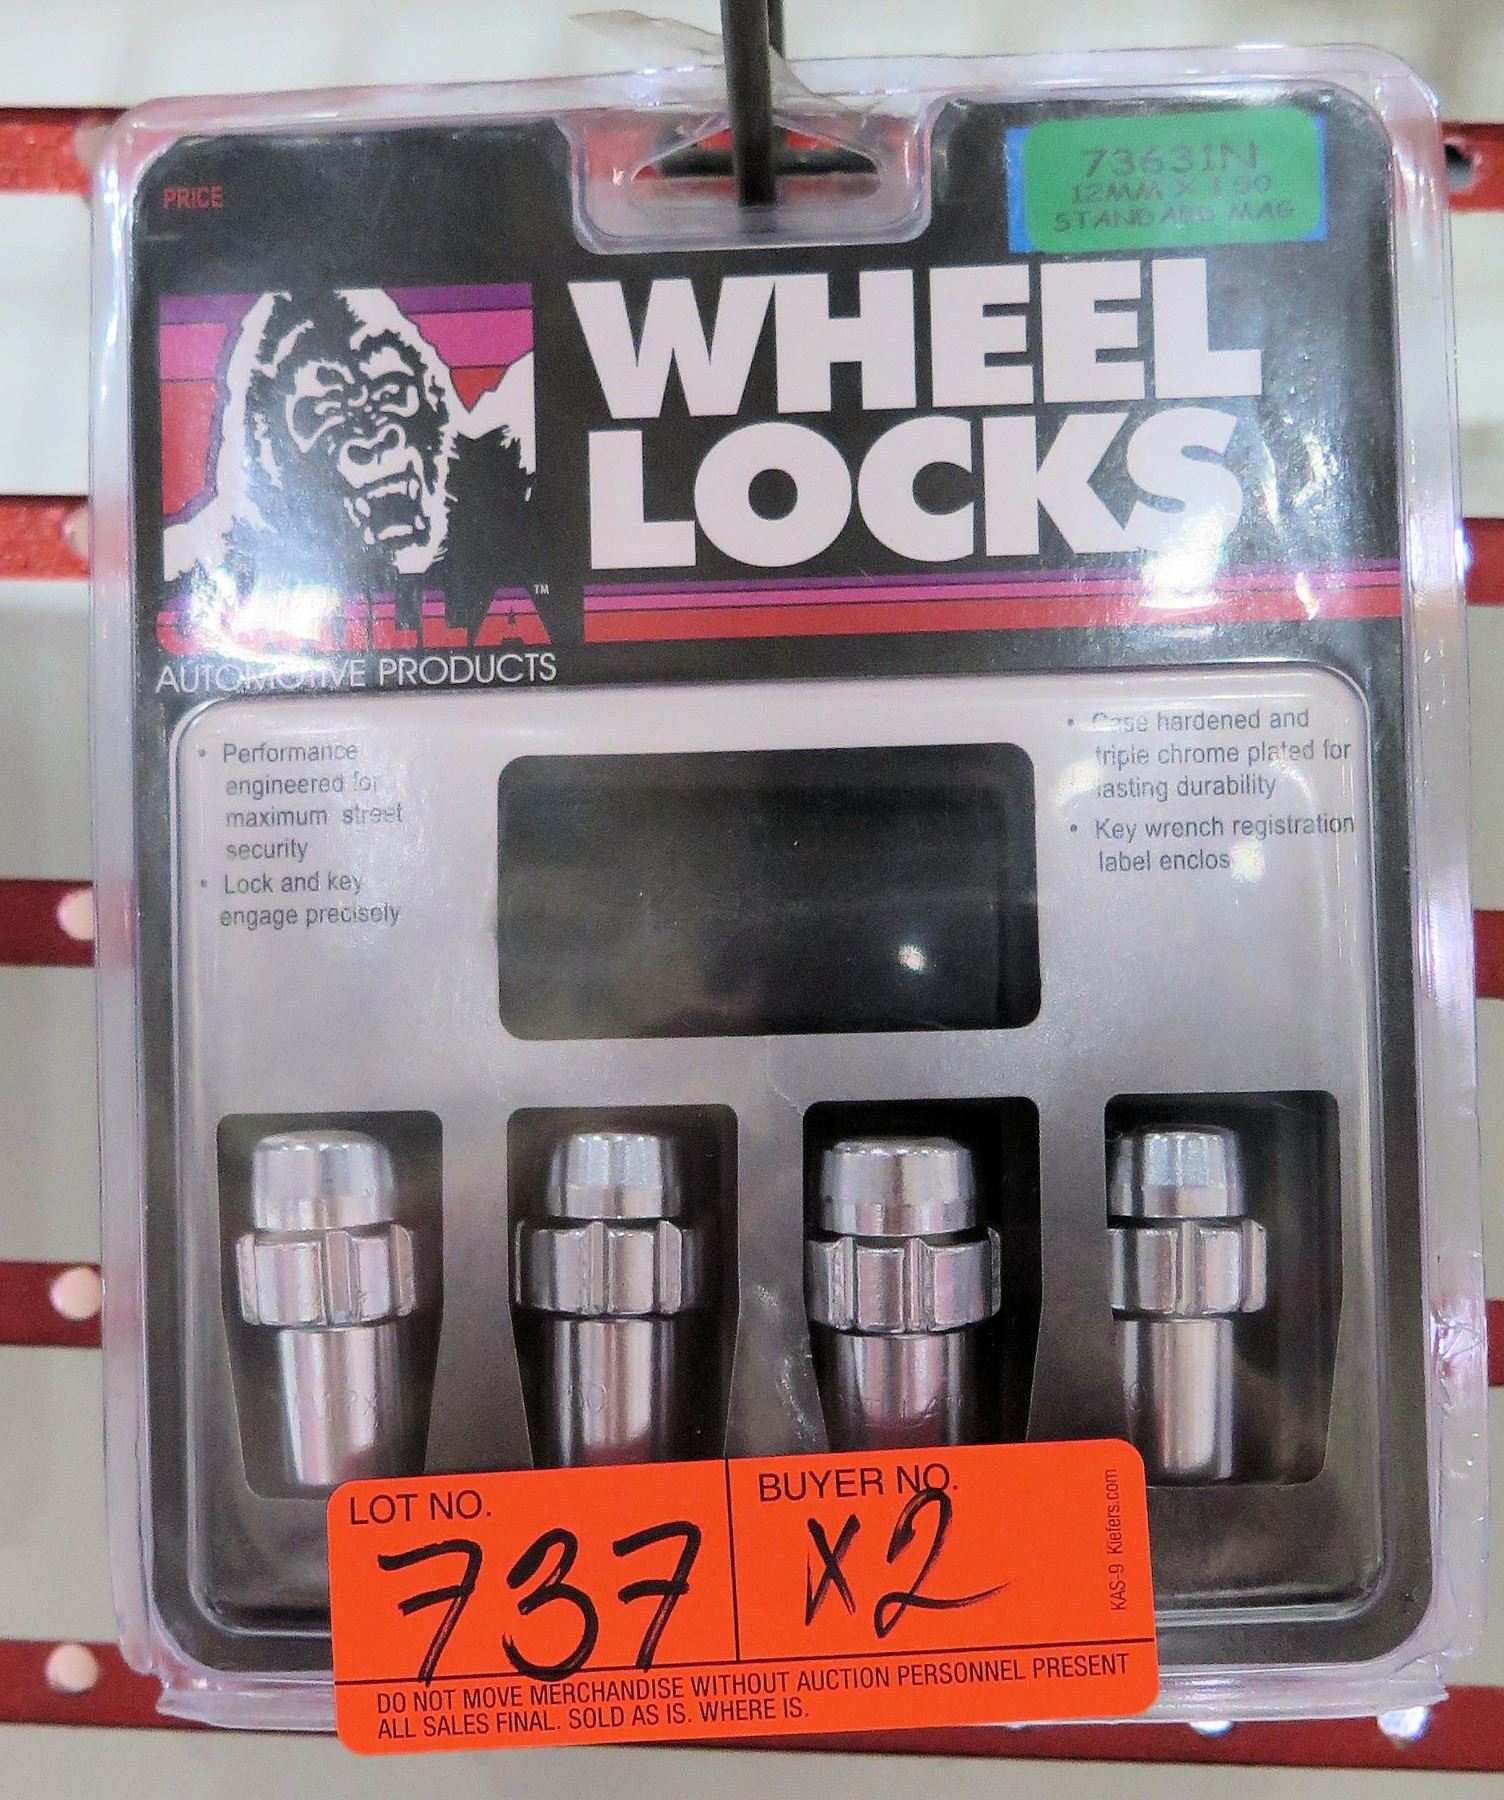 PRICE
73631N
12MM X 1.50
STANDARD MAG
WHEEL
LOCKS
GORILLA™
AUTOMOTIVE PRODUCTS
• Performance
engineered for
maximum street
security
• Lock and key
engage precisely
• Case hardened and
triple chrome plated for
lasting durability
• Key wrench registration
label enclos
LOT NO.
737
BUYER NO.
X2
KAS-9 Kiefers.com
DO NOT MOVE MERCHANDISE WITHOUT AUCTION PERSONNEL PRESENT
ALL SALES FINAL. SOLD AS IS. WHERE IS.